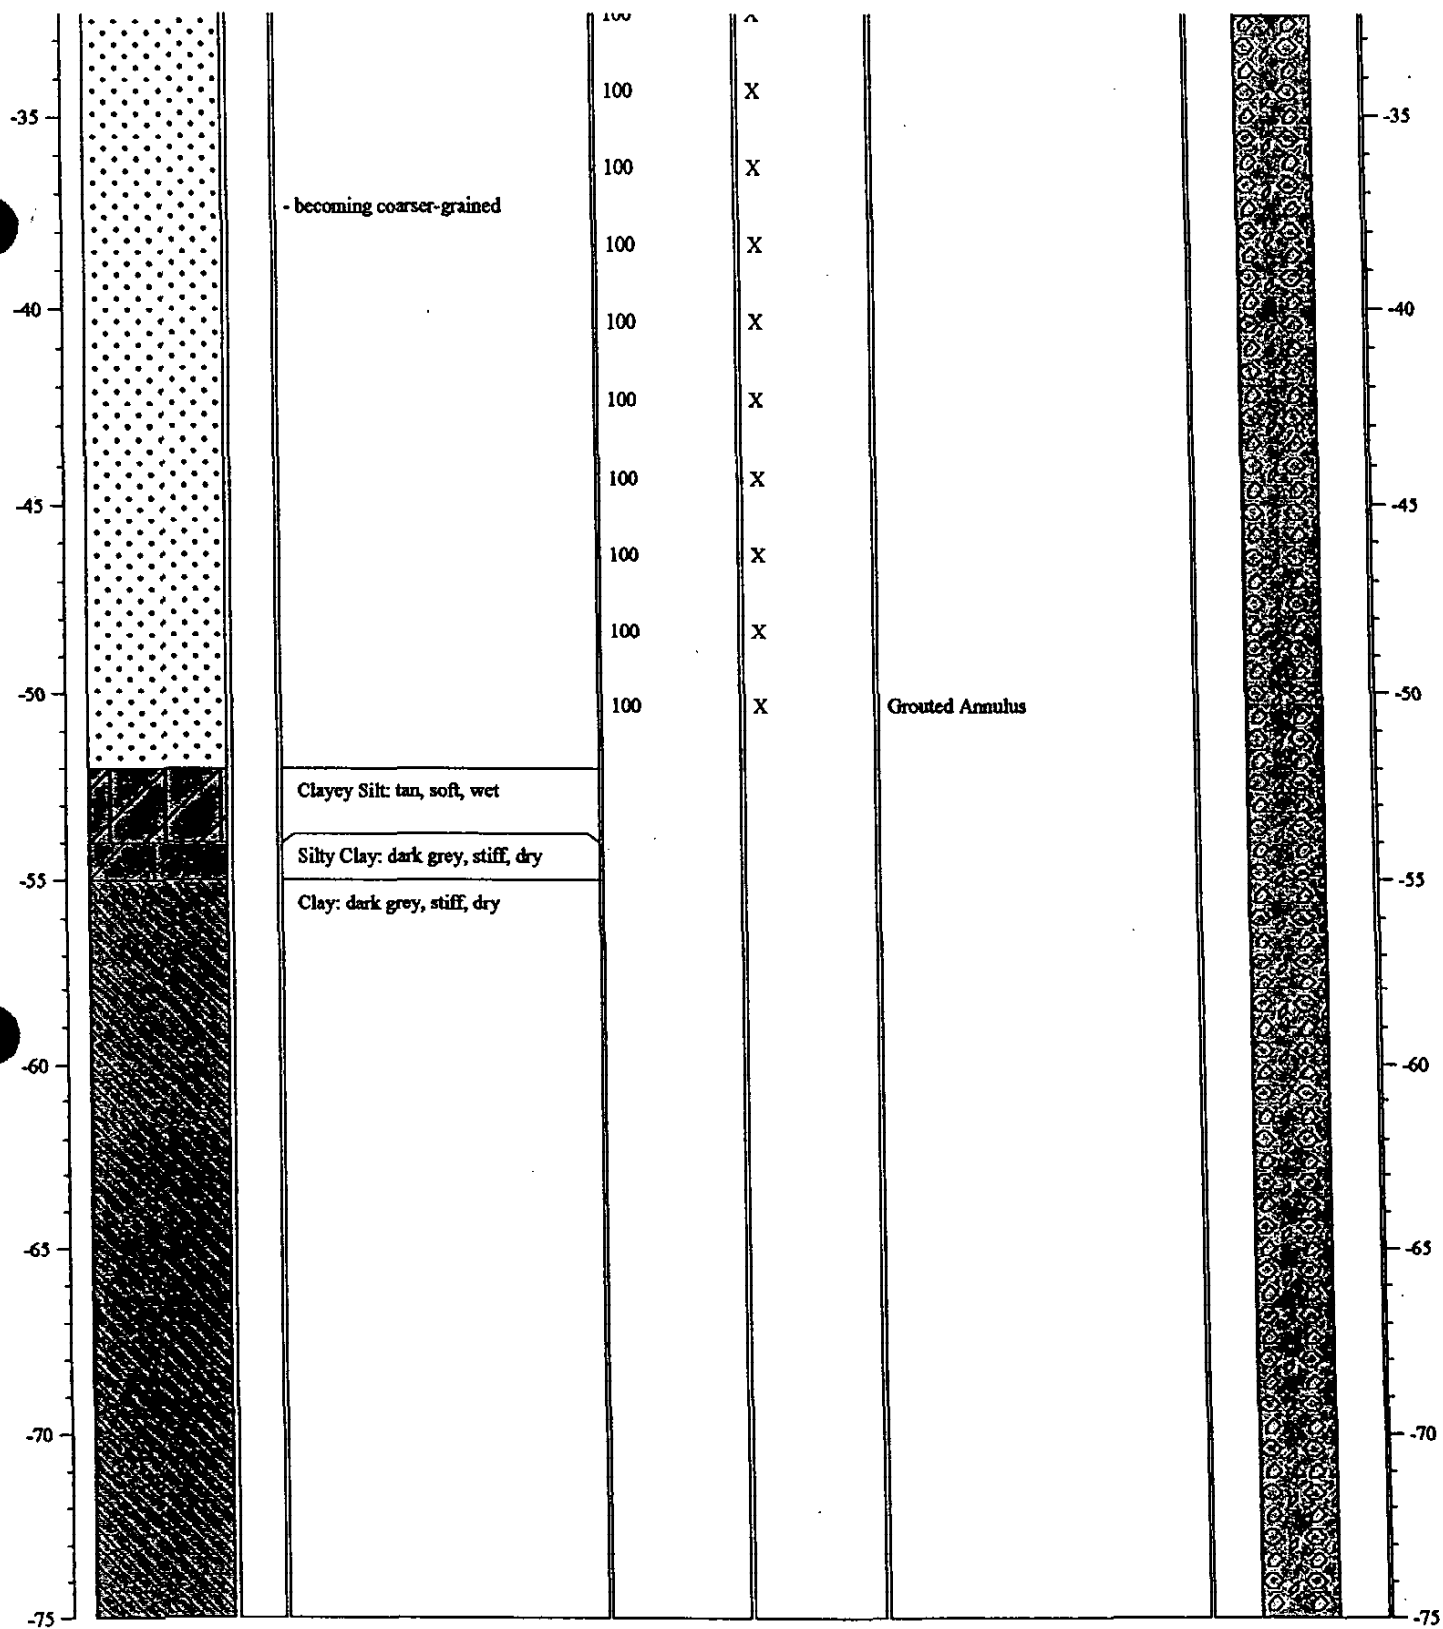 100 X
100 X
-35 -35
100 X
- becoming coarser-grained
100 X
-40 -40
100 X
100 X
100 X
-45 -45
100 X
100 X
-50 -50
100 X Grouted Annulus
Clayey Silt: tan, soft, wet
Silty Clay: dark grey, stiff, dry
-55 -55
Clay: dark grey, stiff, dry
-60 -60
-65 -65
-70 -70
-75 -75